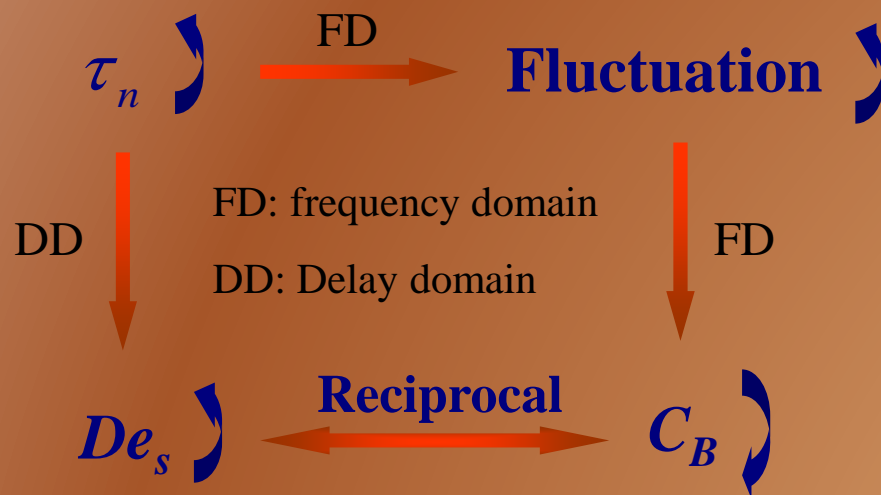 FD
τn Fluctuation
FD: frequency domain
DD FD
DD: Delay domain
Reciprocal
Des CB